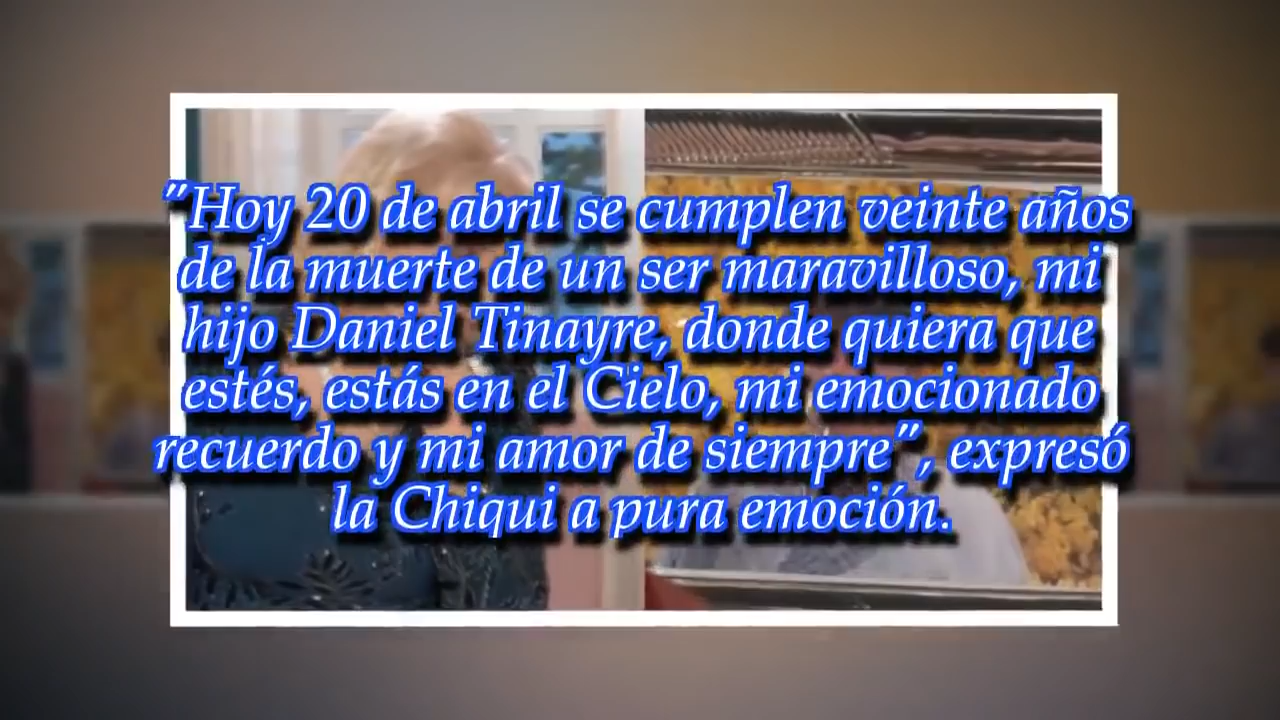 "Hoy 20 de abril se cumplen veinte años
de la muerte de un ser maravilloso, mi
hijo Daniel Tinayre, donde quiera que
estés, estás en el Cielo, mi emocionado
recuerdo y mi amor de siempre", expresó
la Chiqui a pura emoción.